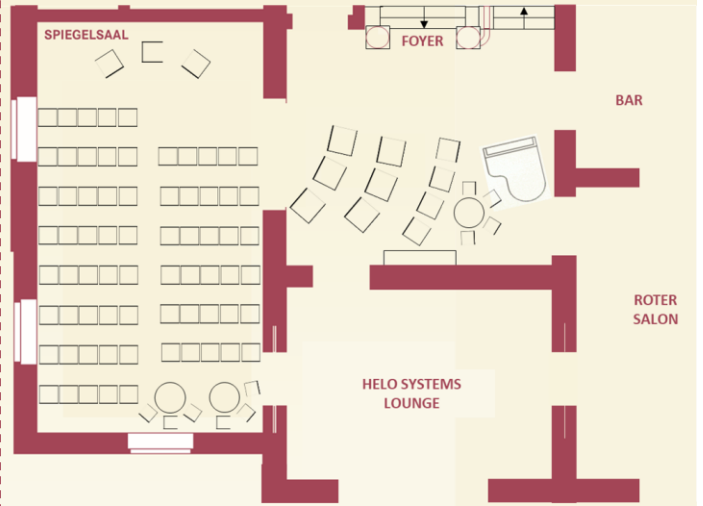 SPIEGELSAAL
FOYER
BAR
ROTER
SALON
HELO SYSTEMS
LOUNGE